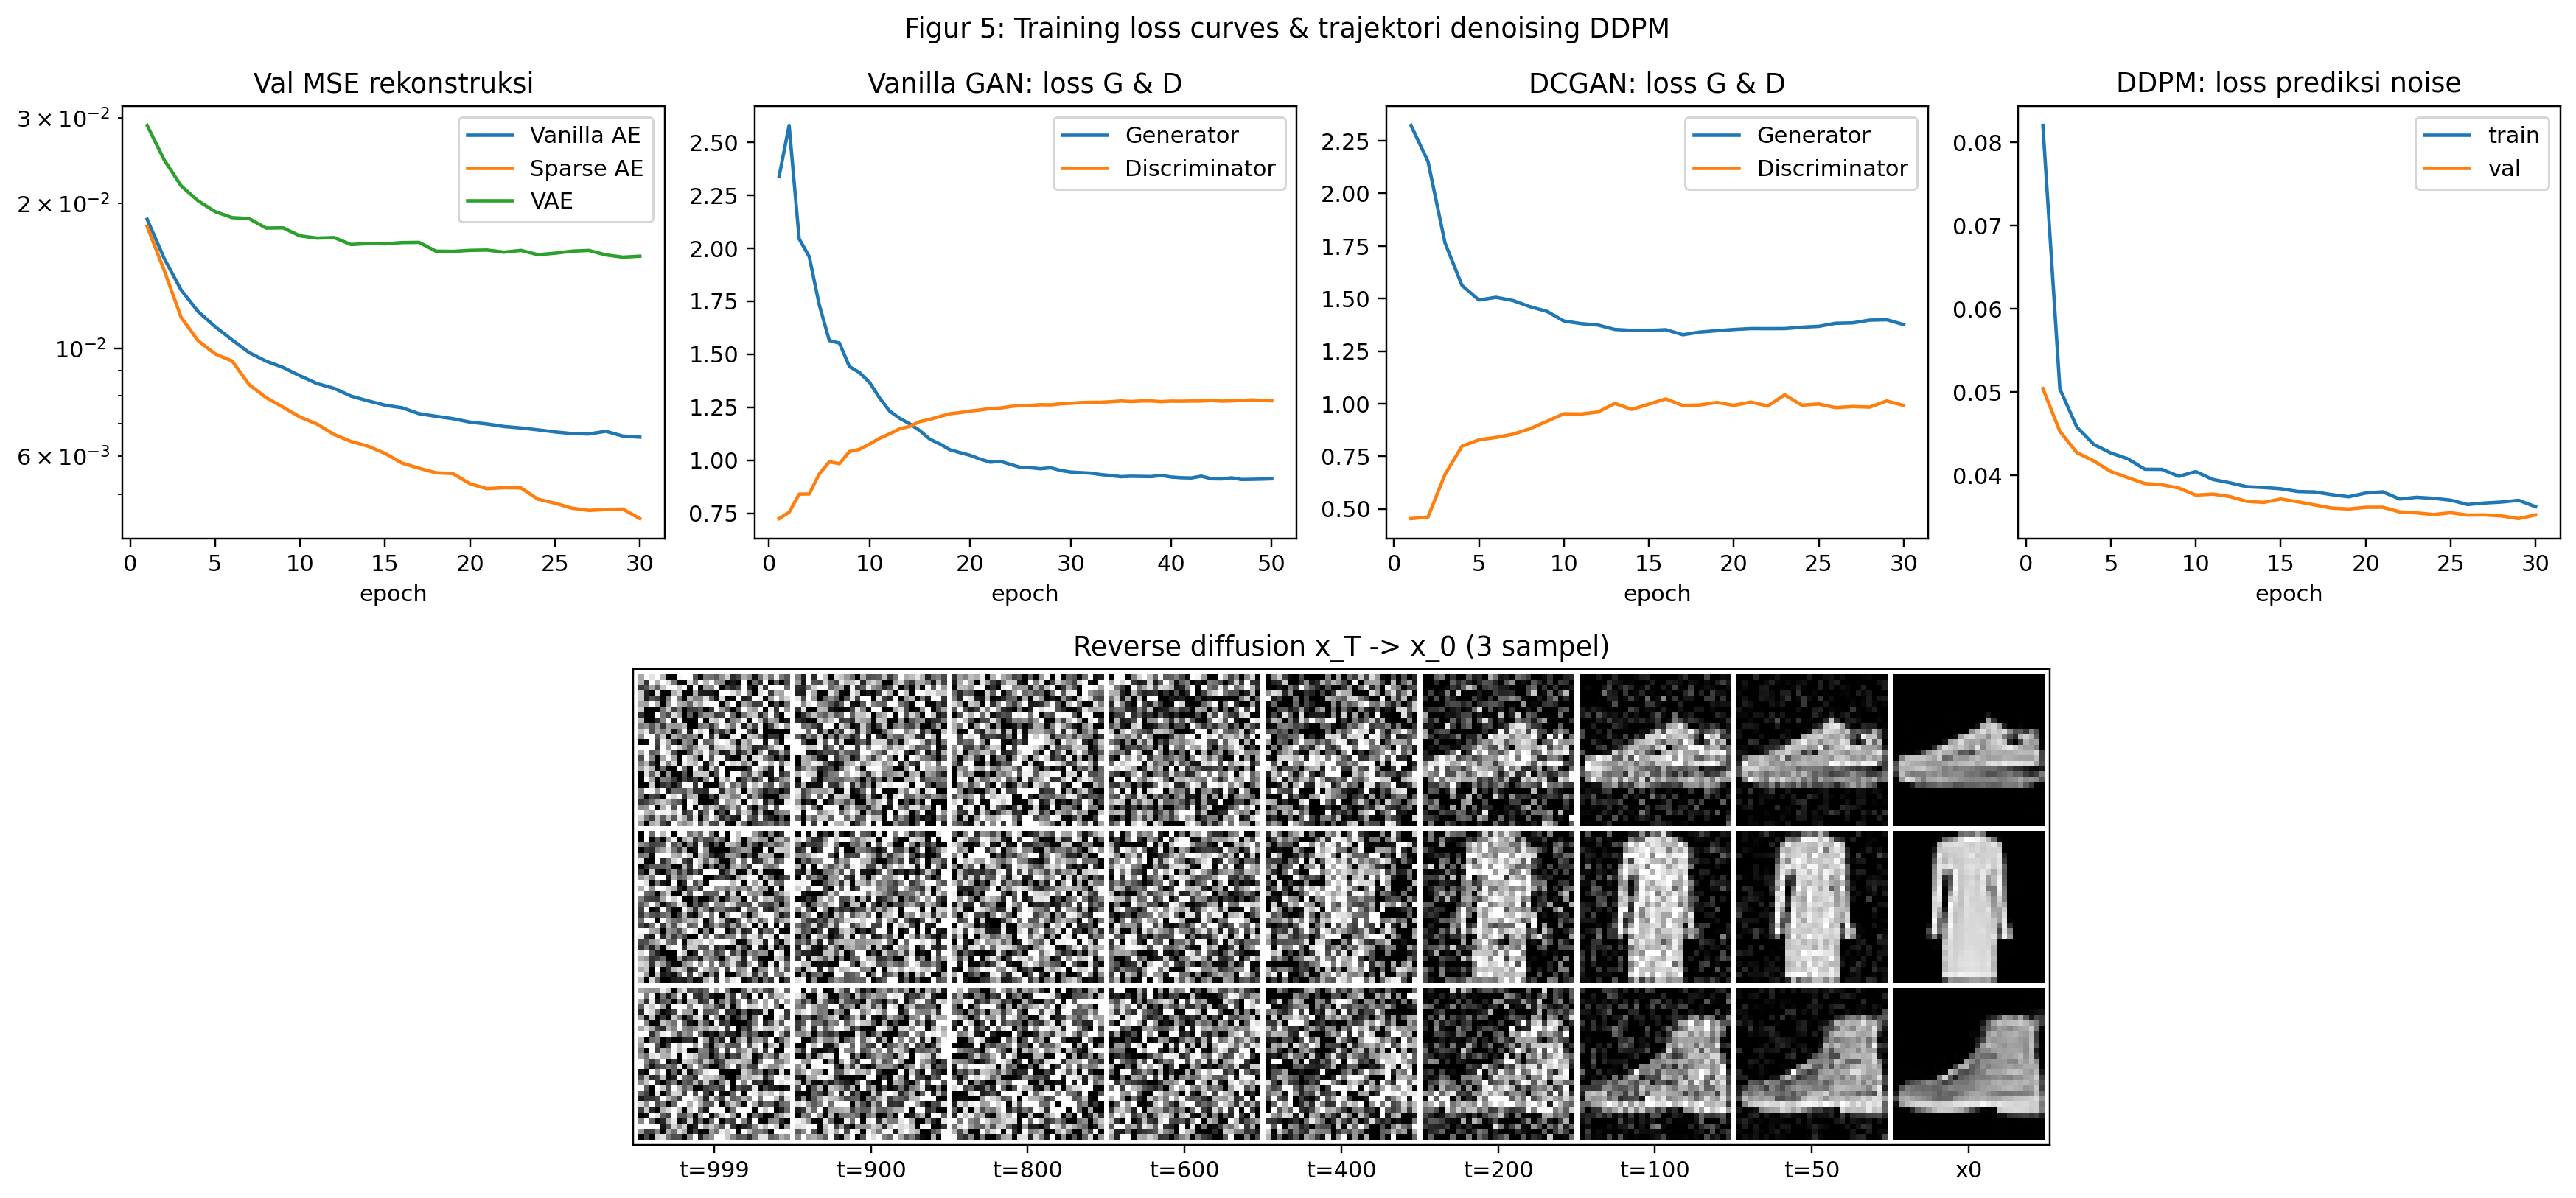 Figur 5: Training loss curves & trajektori denoising DDPM
Val MSE rekonstruksi
3 × 10⁻²
2 × 10⁻²
10⁻²
6 × 10⁻³
Vanilla AE
Sparse AE
VAE
0 5 10 15 20 25 30
epoch
Vanilla GAN: loss G & D
2.50
2.25
2.00
1.75
1.50
1.25
1.00
0.75
Generator
Discriminator
0 10 20 30 40 50
epoch
DCGAN: loss G & D
2.25
2.00
1.75
1.50
1.25
1.00
0.75
0.50
Generator
Discriminator
0 5 10 15 20 25 30
epoch
DDPM: loss prediksi noise
0.08
0.07
0.06
0.05
0.04
train
val
0 5 10 15 20 25 30
epoch
Reverse diffusion x_T -> x_0 (3 sampel)
t=999 t=900 t=800 t=600 t=400 t=200 t=100 t=50 x0